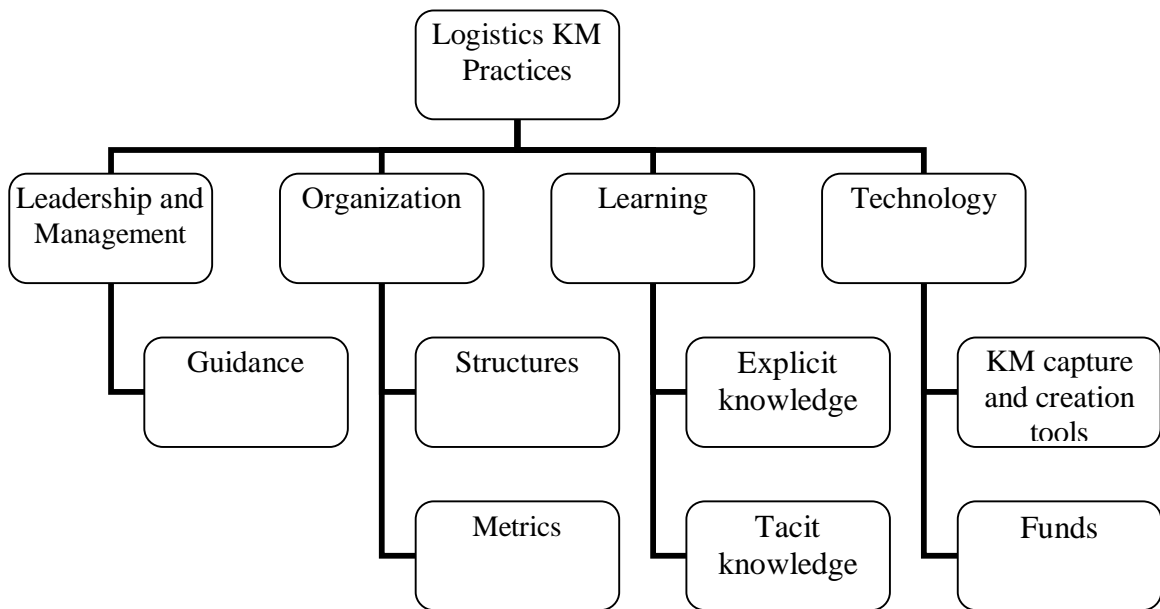 Logistics KM
Practices
Leadership and
Management
Organization
Learning
Technology
Guidance
Structures
Explicit
knowledge
KM capture
and creation
tools
Metrics
Tacit
knowledge
Funds